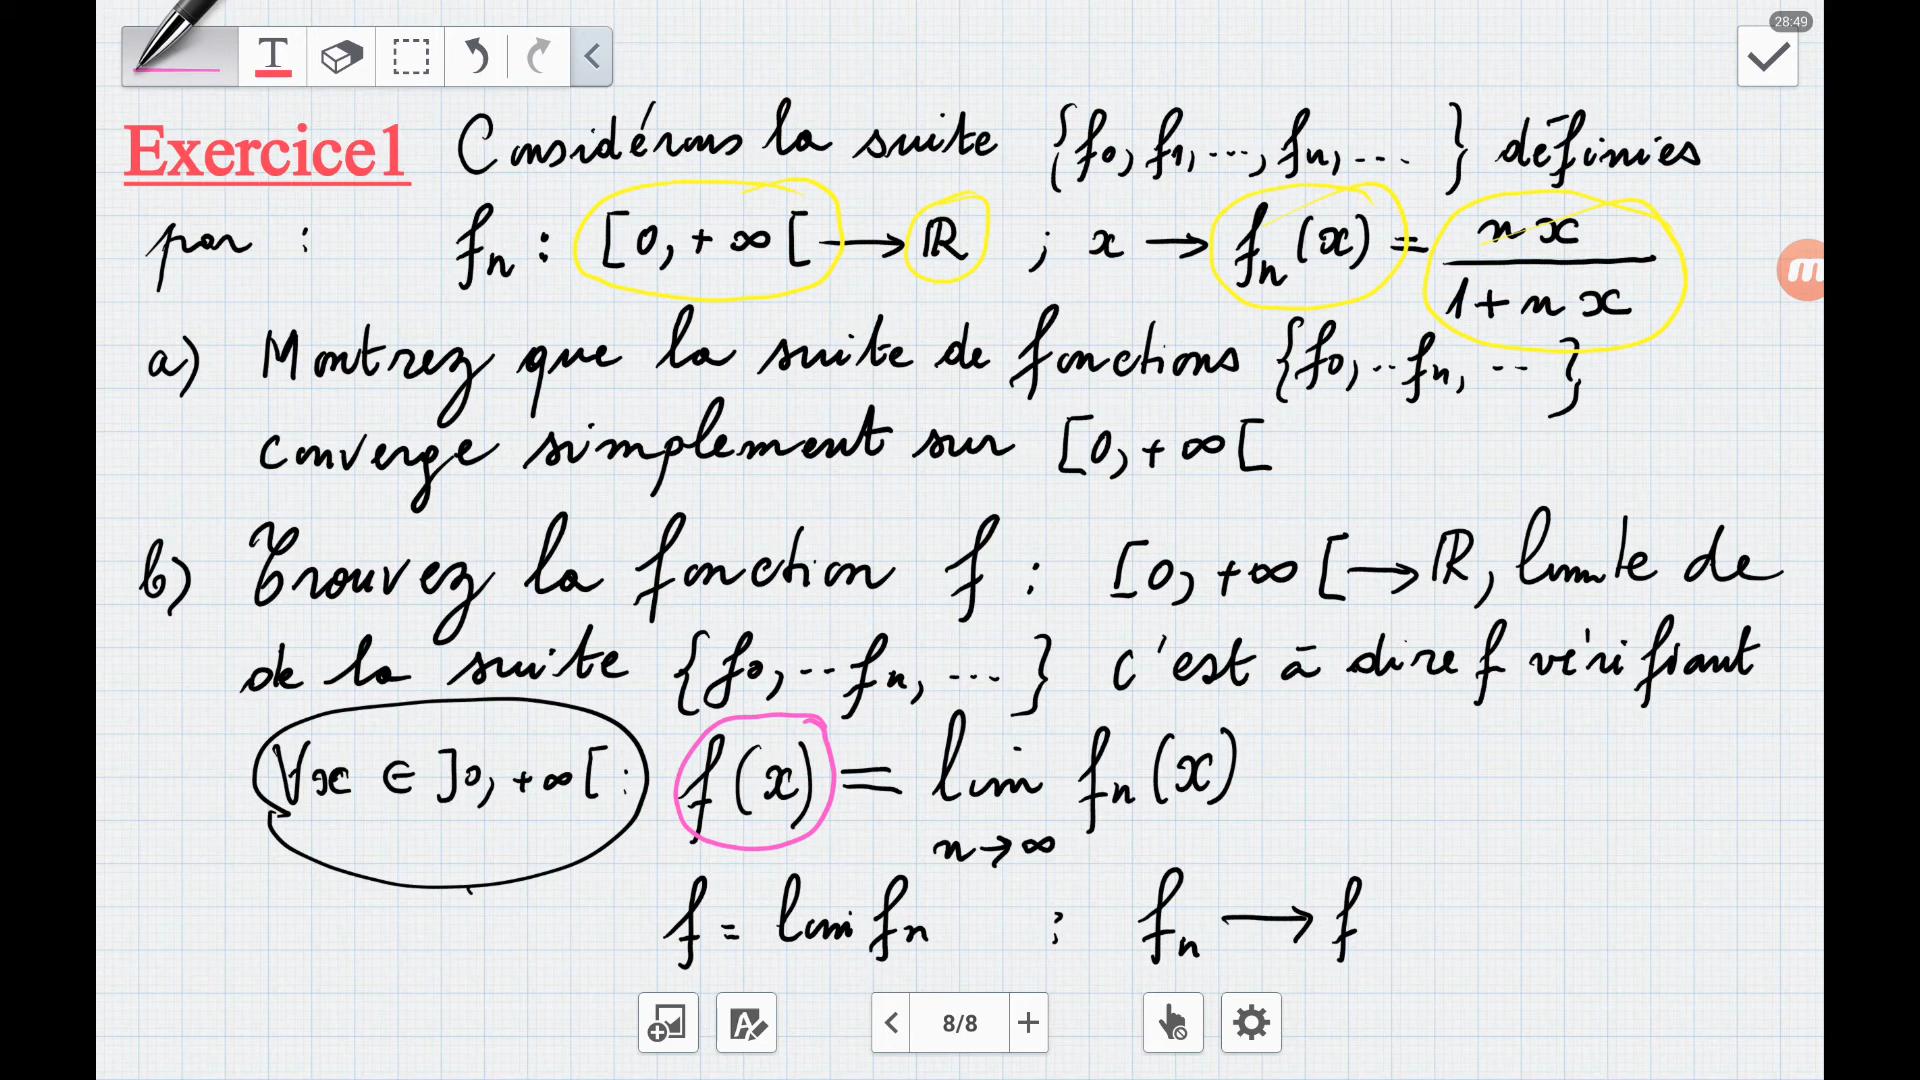 28:49
T
Exercice1 Considérons la suite {f₀, f₁, ..., fₙ, ... } définies
par : fₙ : [0, +∞[ → ℝ ; x → fₙ(x) = nx / 1+nx
a) Montrez que la suite de fonctions {f₀, .. fₙ, ... }
converge simplement sur [0, +∞[
b) Trouvez la fonction f : [0, +∞[ → ℝ, limite de
de la suite {f₀, .. fₙ, ... } c'est à dire f vérifiant
∀x ∈ ]0, +∞[ : f(x) = lim fₙ(x)
n → ∞
f = lim fₙ : fₙ → f
8/8